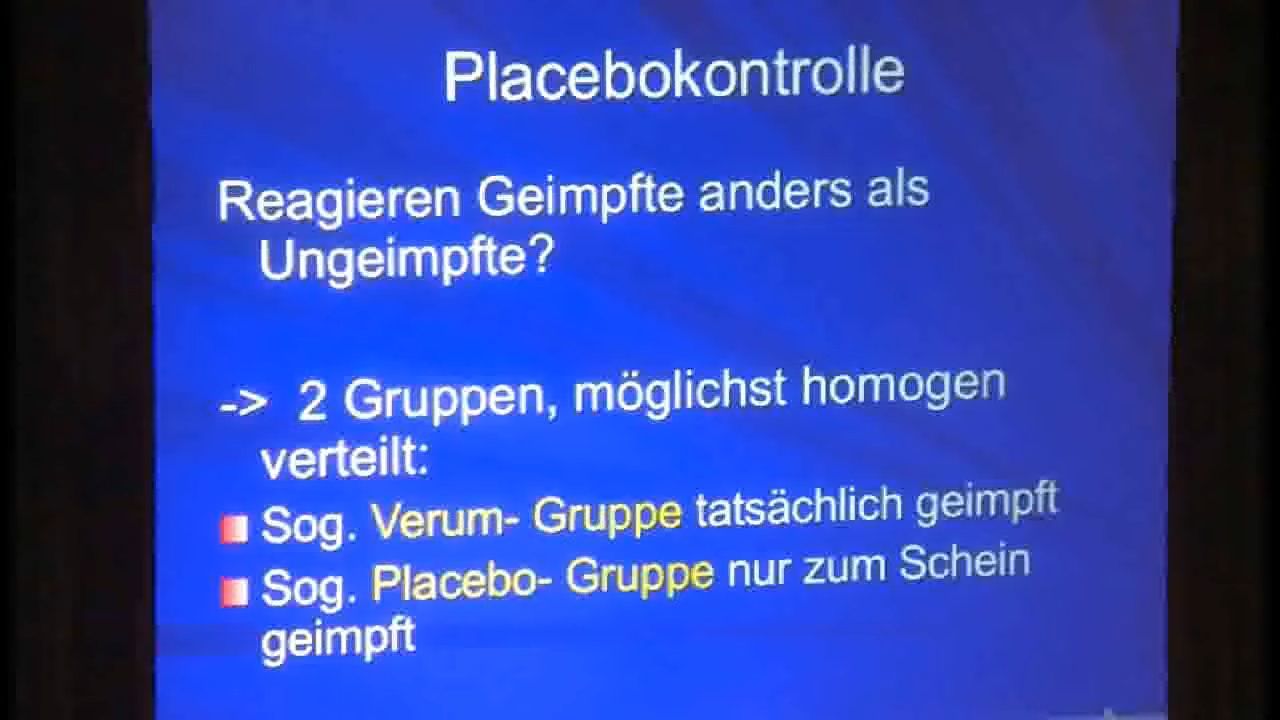 Placebokontrolle
Reagieren Geimpfte anders als
Ungeimpfte?
-> 2 Gruppen, möglichst homogen
verteilt:
Sog. Verum- Gruppe tatsächlich geimpft
Sog. Placebo- Gruppe nur zum Schein
geimpft